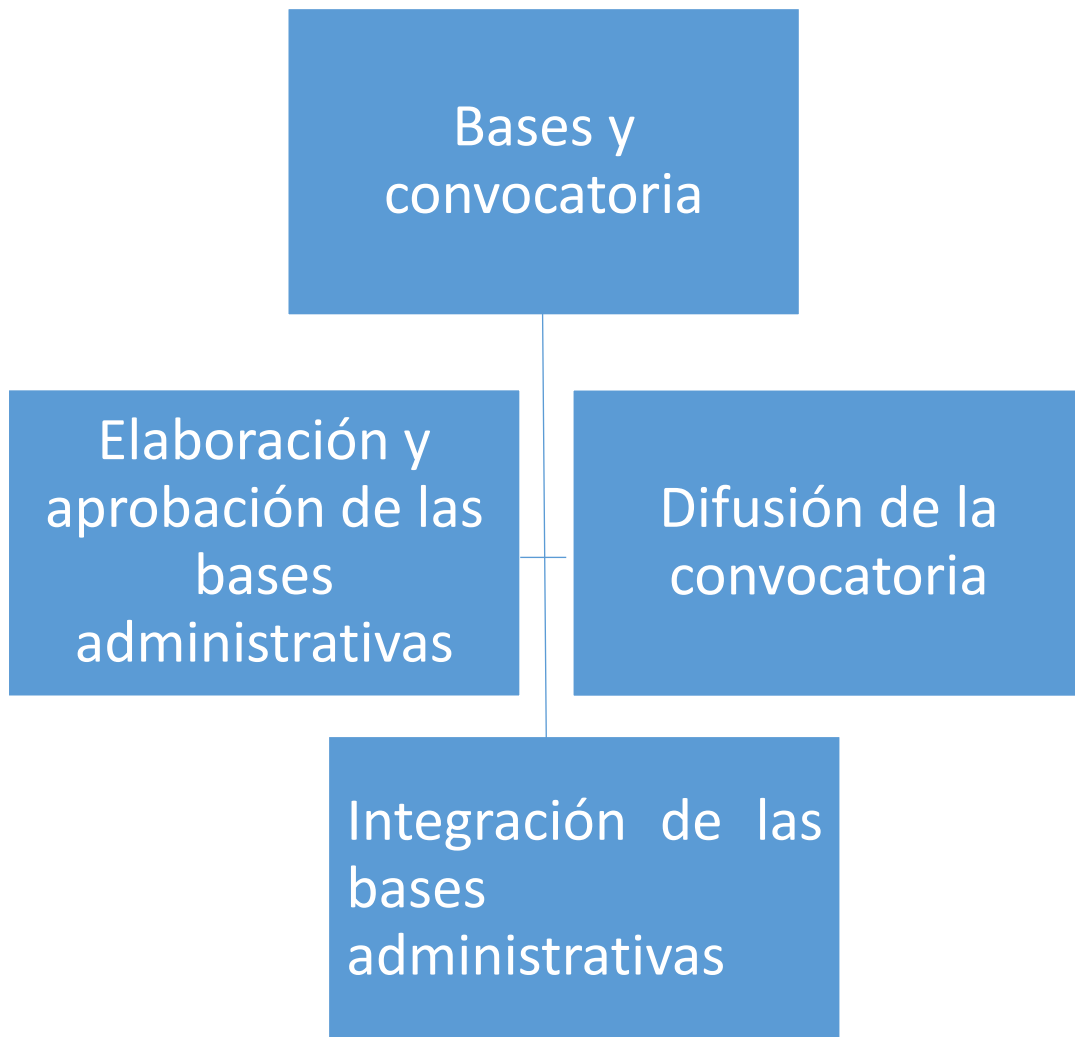 Bases y
convocatoria
Elaboración y
aprobación de las
bases
administrativas
Difusión de la
convocatoria
Integración de las
bases
administrativas